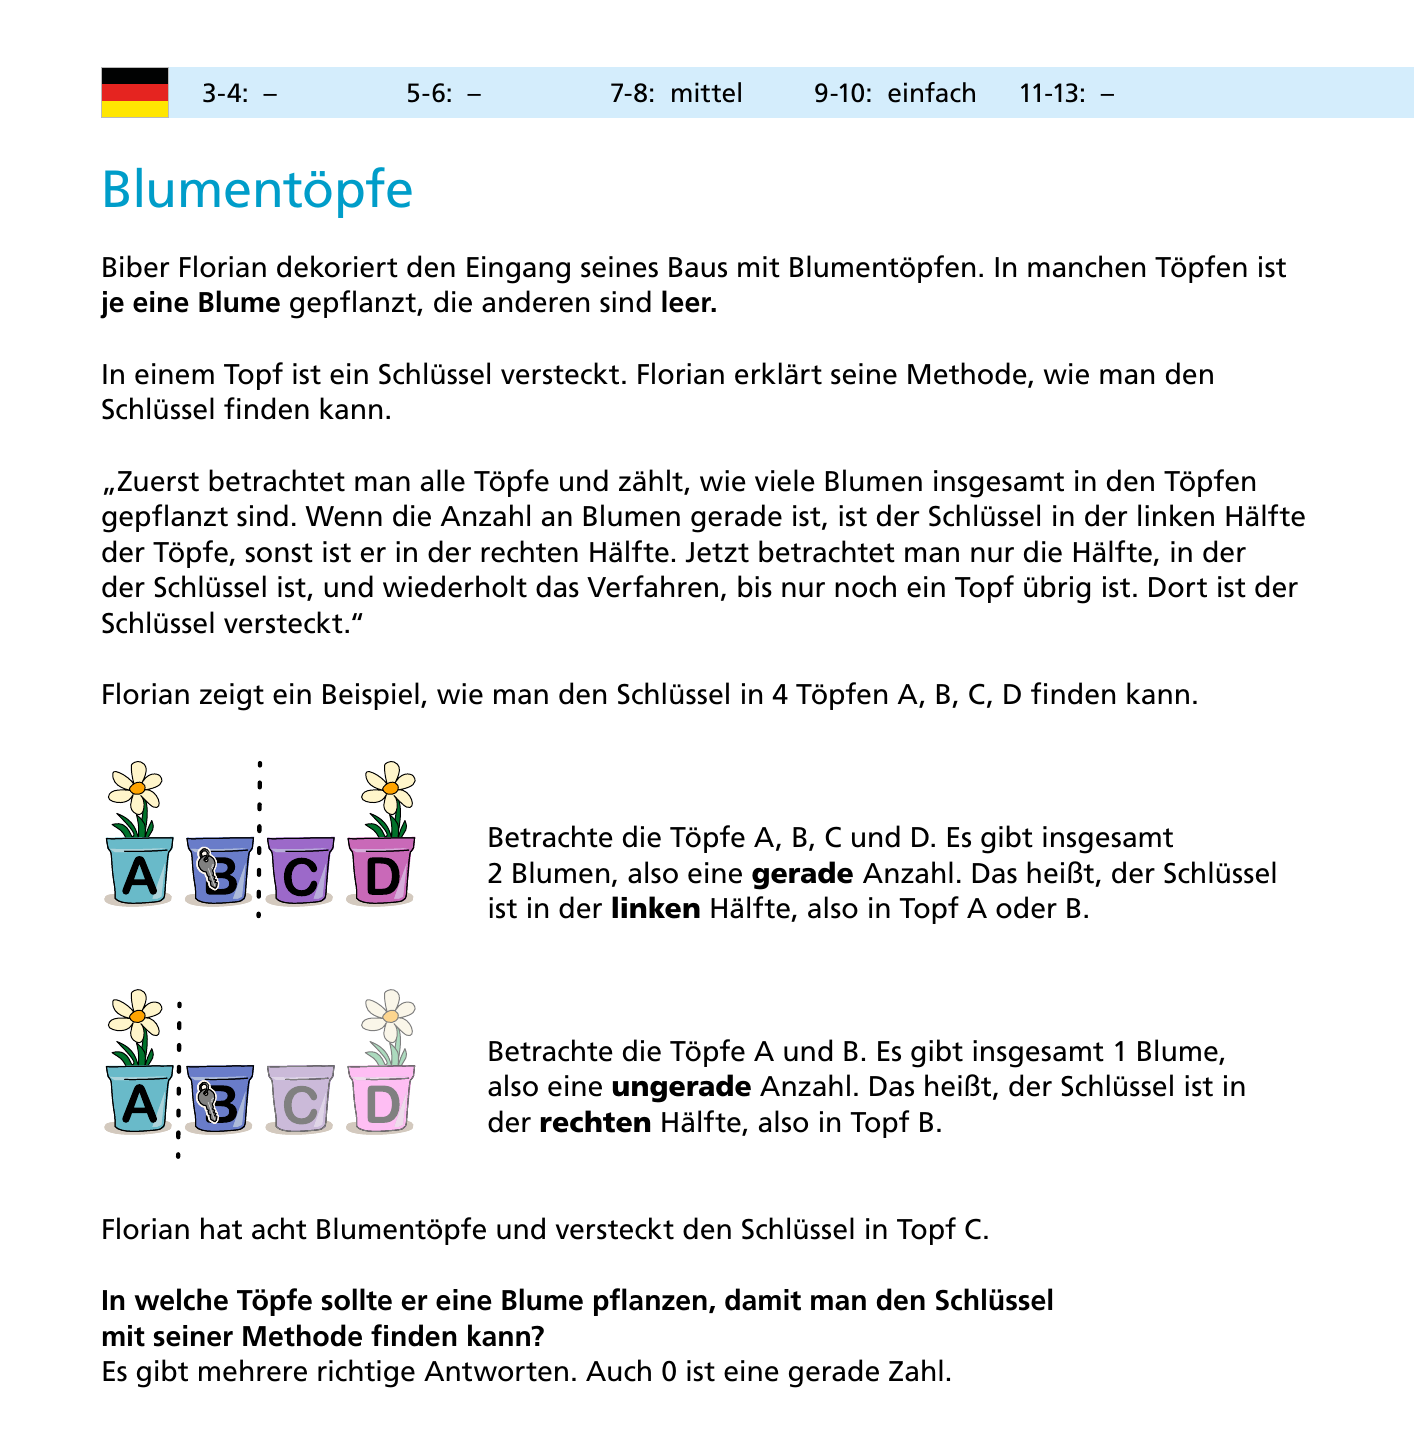 3-4: – 5-6: – 7-8: mittel 9-10: einfach 11-13: –
Blumentöpfe
Biber Florian dekoriert den Eingang seines Baus mit Blumentöpfen. In manchen Töpfen ist
je eine Blume gepflanzt, die anderen sind leer.
In einem Topf ist ein Schlüssel versteckt. Florian erklärt seine Methode, wie man den
Schlüssel finden kann.
„Zuerst betrachtet man alle Töpfe und zählt, wie viele Blumen insgesamt in den Töpfen
gepflanzt sind. Wenn die Anzahl an Blumen gerade ist, ist der Schlüssel in der linken Hälfte
der Töpfe, sonst ist er in der rechten Hälfte. Jetzt betrachtet man nur die Hälfte, in der
der Schlüssel ist, und wiederholt das Verfahren, bis nur noch ein Topf übrig ist. Dort ist der
Schlüssel versteckt.“
Florian zeigt ein Beispiel, wie man den Schlüssel in 4 Töpfen A, B, C, D finden kann.
A B C D
Betrachte die Töpfe A, B, C und D. Es gibt insgesamt
2 Blumen, also eine gerade Anzahl. Das heißt, der Schlüssel
ist in der linken Hälfte, also in Topf A oder B.
A B C D
Betrachte die Töpfe A und B. Es gibt insgesamt 1 Blume,
also eine ungerade Anzahl. Das heißt, der Schlüssel ist in
der rechten Hälfte, also in Topf B.
Florian hat acht Blumentöpfe und versteckt den Schlüssel in Topf C.
In welche Töpfe sollte er eine Blume pflanzen, damit man den Schlüssel
mit seiner Methode finden kann?
Es gibt mehrere richtige Antworten. Auch 0 ist eine gerade Zahl.